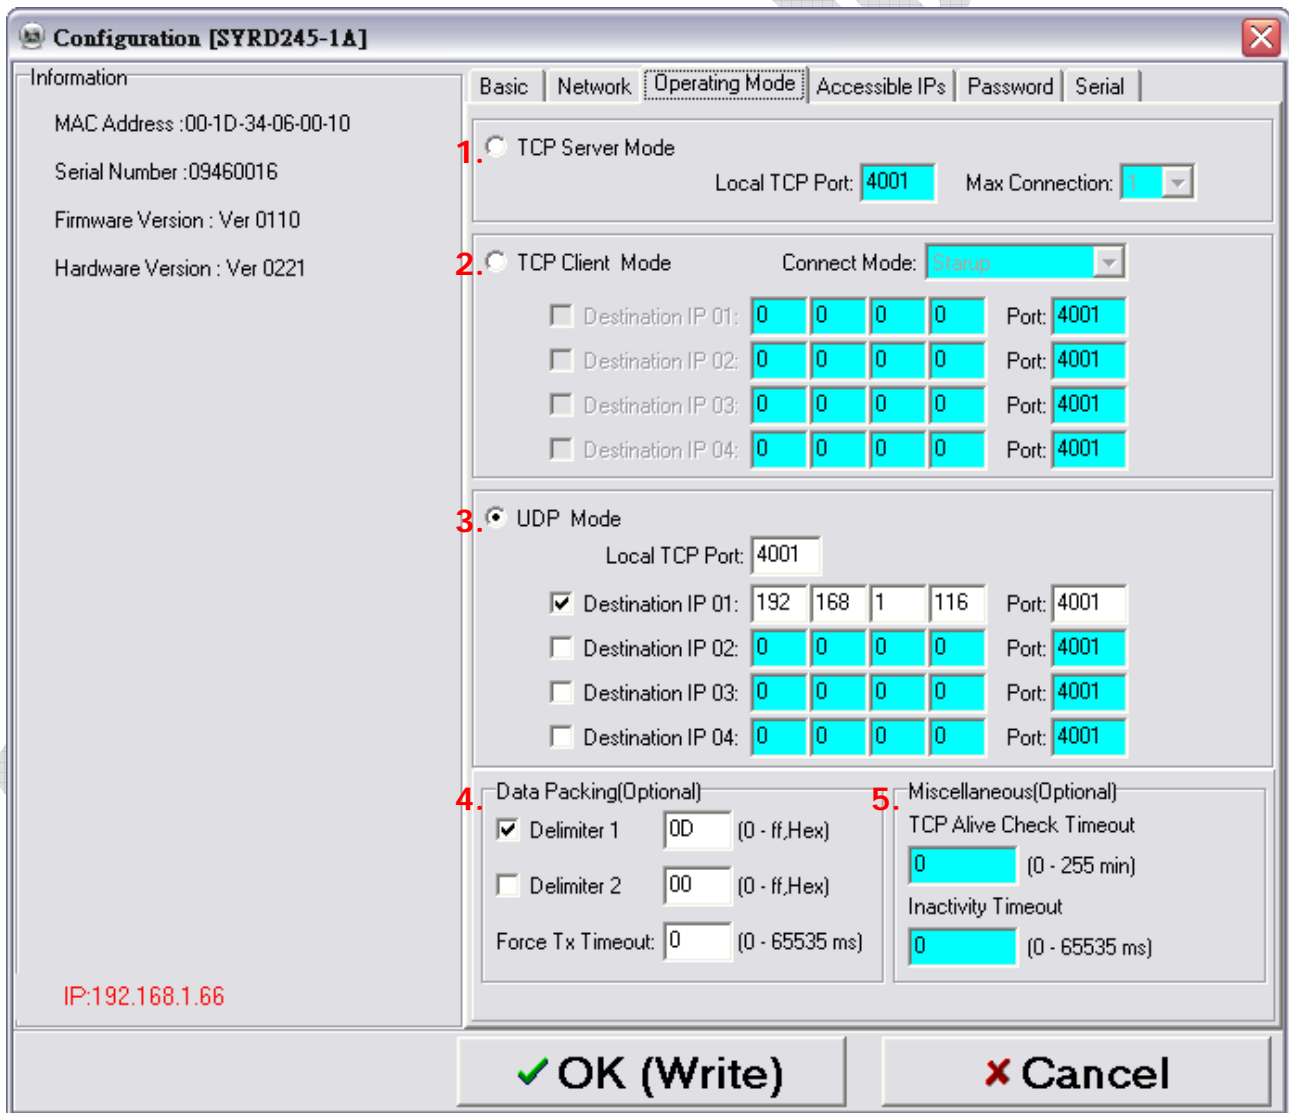 Configuration [SYRD245-1A]
Information
MAC Address :00-1D-34-06-00-10
Serial Number :09460016
Firmware Version : Ver 0110
Hardware Version : Ver 0221
IP:192.168.1.66
Basic Network Operating Mode Accessible IPs Password Serial
1. TCP Server Mode
Local TCP Port: 4001 Max Connection: 1
2. TCP Client Mode Connect Mode: Starup
Destination IP 01: 0 0 0 0 Port: 4001
Destination IP 02: 0 0 0 0 Port: 4001
Destination IP 03: 0 0 0 0 Port: 4001
Destination IP 04: 0 0 0 0 Port: 4001
3. UDP Mode
Local TCP Port: 4001
Destination IP 01: 192 168 1 116 Port: 4001
Destination IP 02: 0 0 0 0 Port: 4001
Destination IP 03: 0 0 0 0 Port: 4001
Destination IP 04: 0 0 0 0 Port: 4001
4. Data Packing(Optional)
Delimiter 1 0D (0 - ff,Hex)
Delimiter 2 00 (0 - ff,Hex)
Force Tx Timeout: 0 (0 - 65535 ms)
5. Miscellaneous(Optional)
TCP Alive Check Timeout
0 (0 - 255 min)
Inactivity Timeout
0 (0 - 65535 ms)
OK (Write) Cancel